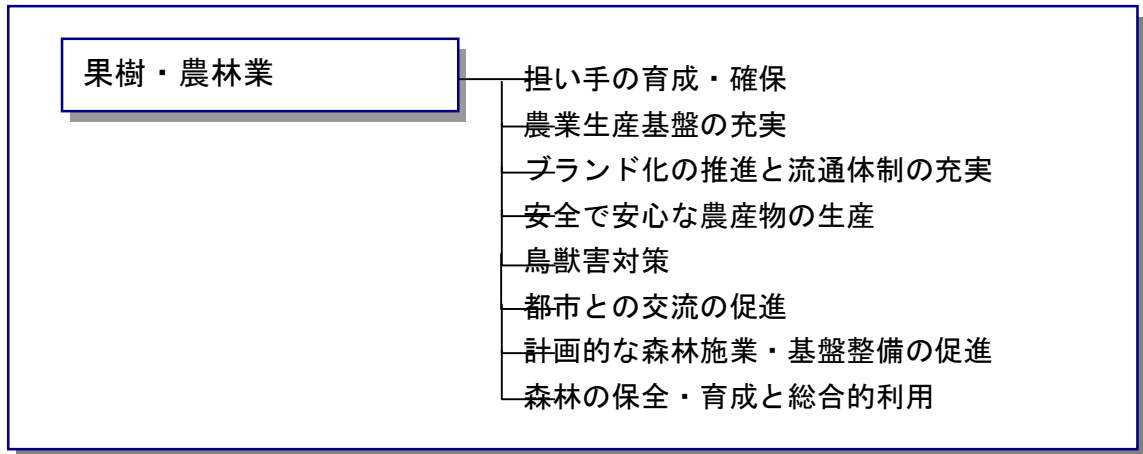 果樹・農林業
担い手の育成・確保
農業生産基盤の充実
ブランド化の推進と流通体制の充実
安全で安心な農産物の生産
鳥獣害対策
都市との交流の促進
計画的な森林施業・基盤整備の促進
森林の保全・育成と総合的利用